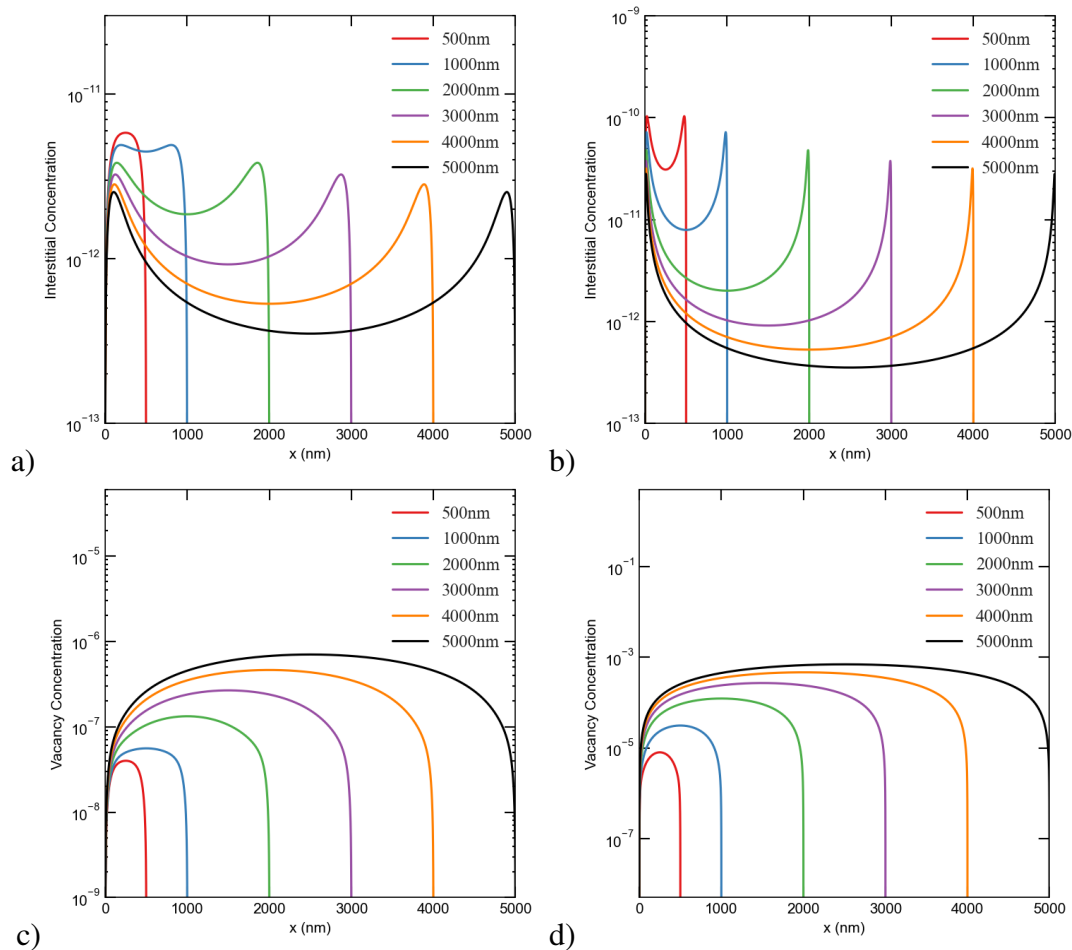 Interstitial Concentration
10⁻¹¹
10⁻¹²
10⁻¹³
500nm
1000nm
2000nm
3000nm
4000nm
5000nm
0 1000 2000 3000 4000 5000
x (nm)
a)
Interstitial Concentration
10⁻⁹
10⁻¹⁰
10⁻¹¹
10⁻¹²
10⁻¹³
500nm
1000nm
2000nm
3000nm
4000nm
5000nm
0 1000 2000 3000 4000 5000
x (nm)
b)
Vacancy Concentration
10⁻⁵
10⁻⁶
10⁻⁷
10⁻⁸
10⁻⁹
500nm
1000nm
2000nm
3000nm
4000nm
5000nm
0 1000 2000 3000 4000 5000
x (nm)
c)
Vacancy Concentration
10⁻¹
10⁻³
10⁻⁵
10⁻⁷
500nm
1000nm
2000nm
3000nm
4000nm
5000nm
0 1000 2000 3000 4000 5000
x (nm)
d)